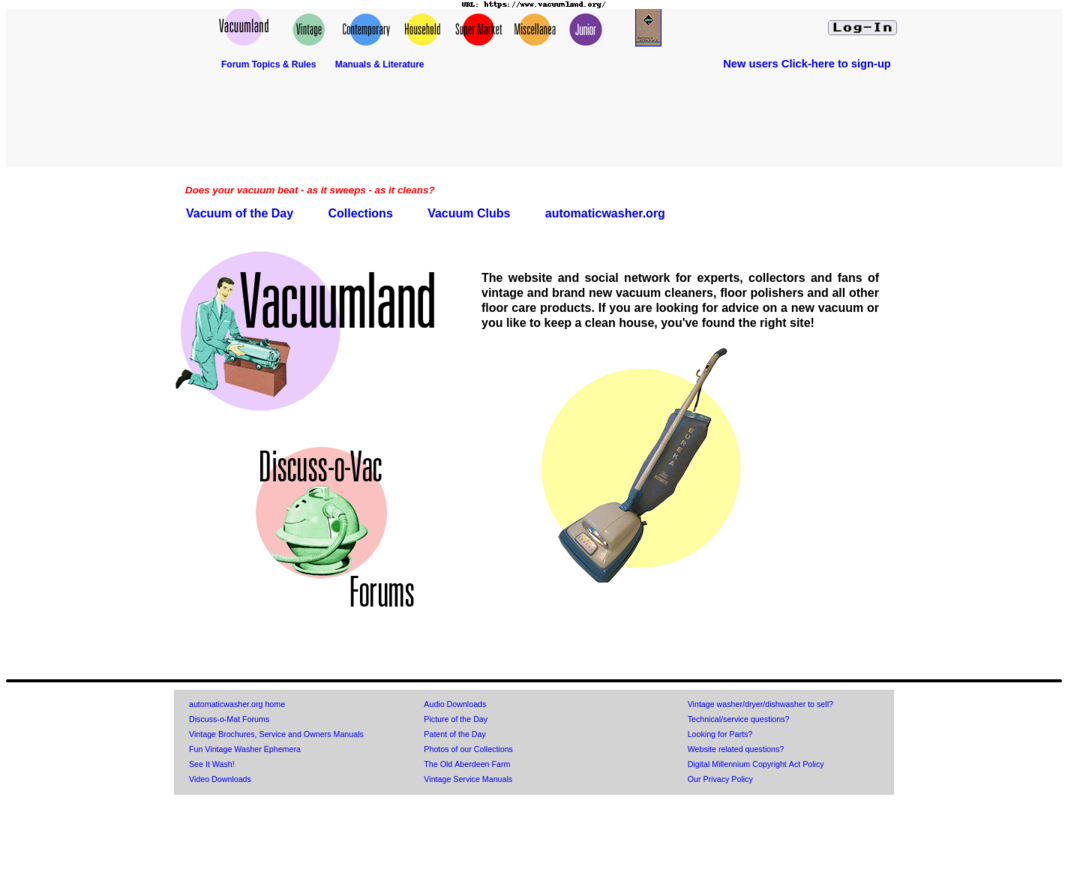 URL: https://www.vacuumland.org/
Vacuumland
Vintage
Contemporary
Household
Super Market
Miscellanea
Junior
Log-In
Forum Topics & Rules
Manuals & Literature
New users Click-here to sign-up
Does your vacuum beat - as it sweeps - as it cleans?
Vacuum of the Day
Collections
Vacuum Clubs
automaticwasher.org
Vacuumland
The website and social network for experts, collectors and fans of
vintage and brand new vacuum cleaners, floor polishers and all other
floor care products. If you are looking for advice on a new vacuum or
you like to keep a clean house, you've found the right site!
EUREKA
Discuss-o-Vac
Forums
automaticwasher.org home
Discuss-o-Mat Forums
Vintage Brochures, Service and Owners Manuals
Fun Vintage Washer Ephemera
See It Wash!
Video Downloads
Audio Downloads
Picture of the Day
Patent of the Day
Photos of our Collections
The Old Aberdeen Farm
Vintage Service Manuals
Vintage washer/dryer/dishwasher to sell?
Technical/service questions?
Looking for Parts?
Website related questions?
Digital Millennium Copyright Act Policy
Our Privacy Policy